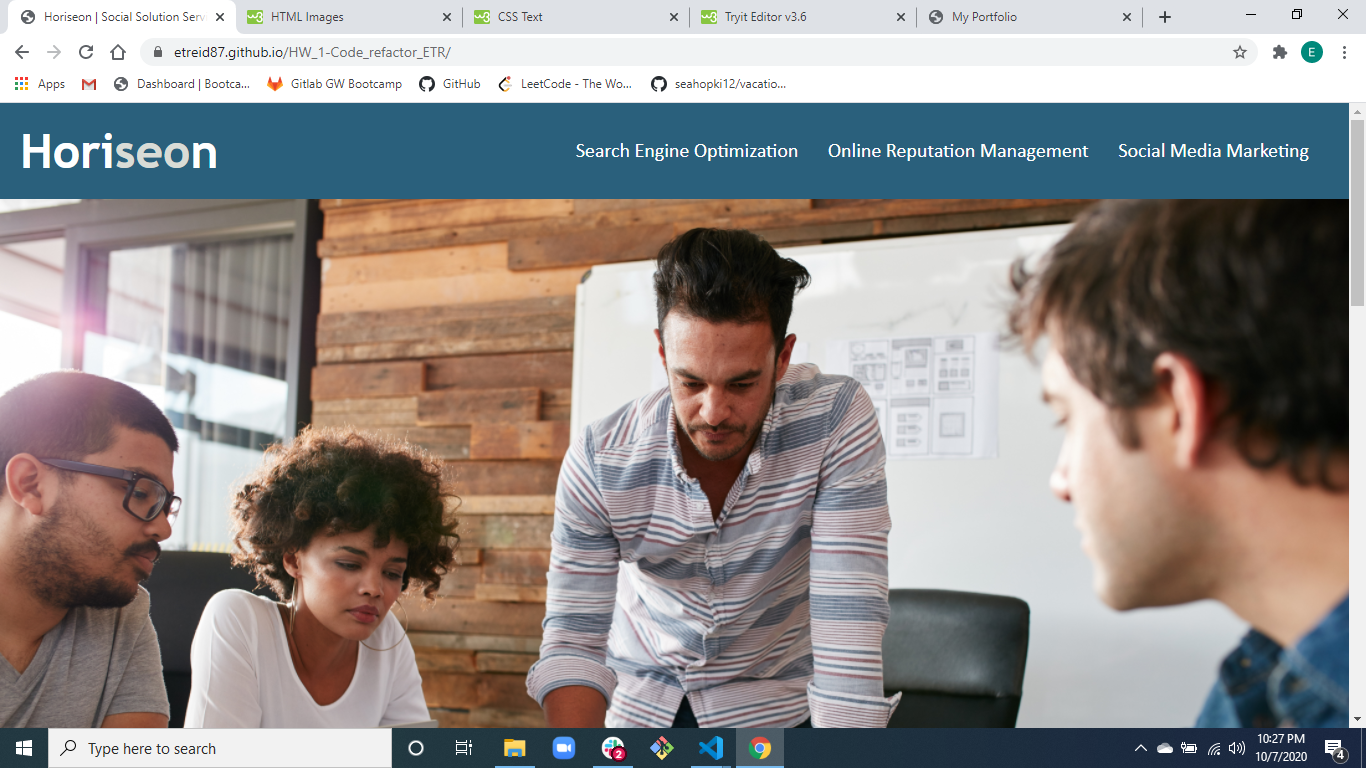 Horiseon | Social Solution Serv
HTML Images
CSS Text
Tryit Editor v3.6
My Portfolio
etreid87.github.io/HW_1-Code_refactor_ETR/
E
Apps
Dashboard | Bootca...
Gitlab GW Bootcamp
GitHub
LeetCode - The Wo...
seahopki12/vacatio...
Horiseon
Search Engine Optimization
Online Reputation Management
Social Media Marketing
Type here to search
2
10:27 PM
10/7/2020
4